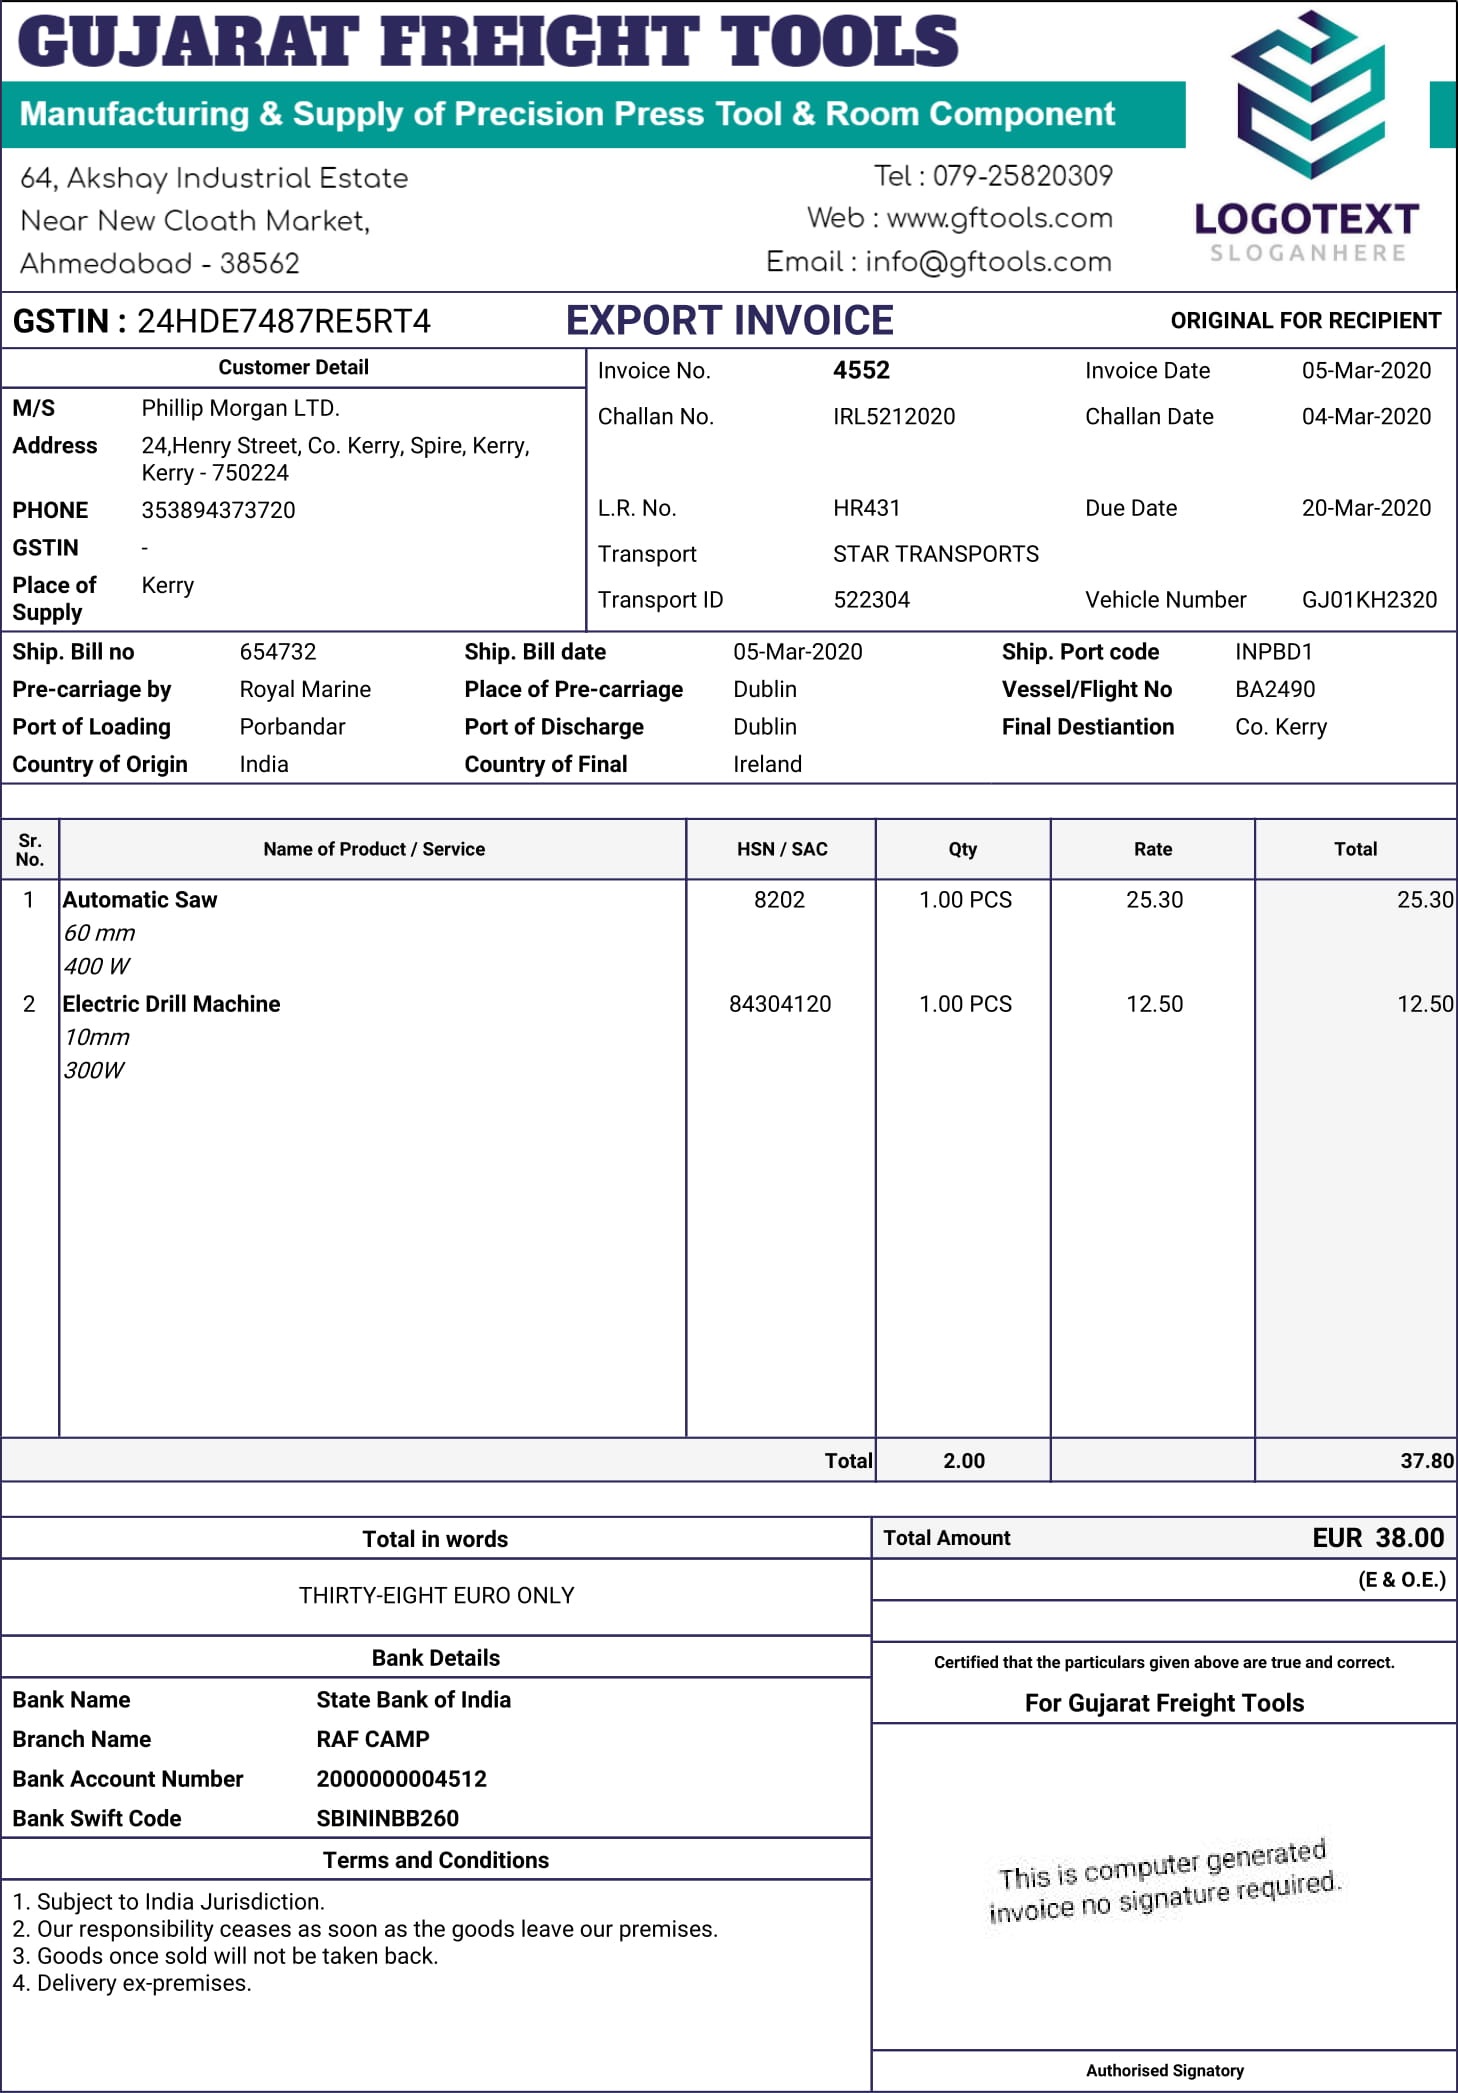 GUJARAT FREIGHT TOOLS
Manufacturing & Supply of Precision Press Tool & Room Component
64, Akshay Industrial Estate
Near New Cloath Market,
Ahmedabad - 38562
Tel : 079-25820309
Web : www.gftools.com
Email : info@gftools.com
LOGOTEXT
SLOGANHERE
GSTIN : 24HDE7487RE5RT4 EXPORT INVOICE ORIGINAL FOR RECIPIENT
Customer Detail
M/S Phillip Morgan LTD.
Address 24,Henry Street, Co. Kerry, Spire, Kerry,
Kerry - 750224
PHONE 353894373720
GSTIN -
Place of Kerry
Supply
Invoice No. 4552 Invoice Date 05-Mar-2020
Challan No. IRL5212020 Challan Date 04-Mar-2020
L.R. No. HR431 Due Date 20-Mar-2020
Transport STAR TRANSPORTS
Transport ID 522304 Vehicle Number GJ01KH2320
Ship. Bill no 654732 Ship. Bill date 05-Mar-2020 Ship. Port code INPBD1
Pre-carriage by Royal Marine Place of Pre-carriage Dublin Vessel/Flight No BA2490
Port of Loading Porbandar Port of Discharge Dublin Final Destiantion Co. Kerry
Country of Origin India Country of Final Ireland
Sr. No. Name of Product / Service HSN / SAC Qty Rate Total
1 Automatic Saw 8202 1.00 PCS 25.30 25.30
60 mm
400 W
2 Electric Drill Machine 84304120 1.00 PCS 12.50 12.50
10mm
300W
Total 2.00 37.80
Total in words
THIRTY-EIGHT EURO ONLY
Total Amount EUR 38.00
(E & O.E.)
Bank Details
Bank Name State Bank of India
Branch Name RAF CAMP
Bank Account Number 2000000004512
Bank Swift Code SBININBB260
Terms and Conditions
1. Subject to India Jurisdiction.
2. Our responsibility ceases as soon as the goods leave our premises.
3. Goods once sold will not be taken back.
4. Delivery ex-premises.
Certified that the particulars given above are true and correct.
For Gujarat Freight Tools
This is computer generated
invoice no signature required.
Authorised Signatory